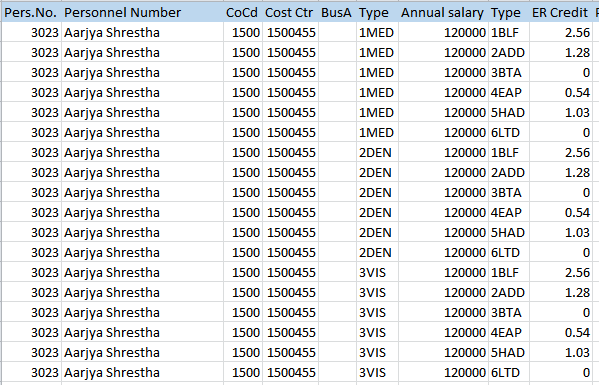 Pers.No. Personnel Number CoCd Cost Ctr BusA Type Annual salary Type ER Credit
3023 Aarjya Shrestha 1500 1500455 1MED 120000 1BLF 2.56
3023 Aarjya Shrestha 1500 1500455 1MED 120000 2ADD 1.28
3023 Aarjya Shrestha 1500 1500455 1MED 120000 3BTA 0
3023 Aarjya Shrestha 1500 1500455 1MED 120000 4EAP 0.54
3023 Aarjya Shrestha 1500 1500455 1MED 120000 5HAD 1.03
3023 Aarjya Shrestha 1500 1500455 1MED 120000 6LTD 0
3023 Aarjya Shrestha 1500 1500455 2DEN 120000 1BLF 2.56
3023 Aarjya Shrestha 1500 1500455 2DEN 120000 2ADD 1.28
3023 Aarjya Shrestha 1500 1500455 2DEN 120000 3BTA 0
3023 Aarjya Shrestha 1500 1500455 2DEN 120000 4EAP 0.54
3023 Aarjya Shrestha 1500 1500455 2DEN 120000 5HAD 1.03
3023 Aarjya Shrestha 1500 1500455 2DEN 120000 6LTD 0
3023 Aarjya Shrestha 1500 1500455 3VIS 120000 1BLF 2.56
3023 Aarjya Shrestha 1500 1500455 3VIS 120000 2ADD 1.28
3023 Aarjya Shrestha 1500 1500455 3VIS 120000 3BTA 0
3023 Aarjya Shrestha 1500 1500455 3VIS 120000 4EAP 0.54
3023 Aarjya Shrestha 1500 1500455 3VIS 120000 5HAD 1.03
3023 Aarjya Shrestha 1500 1500455 3VIS 120000 6LTD 0